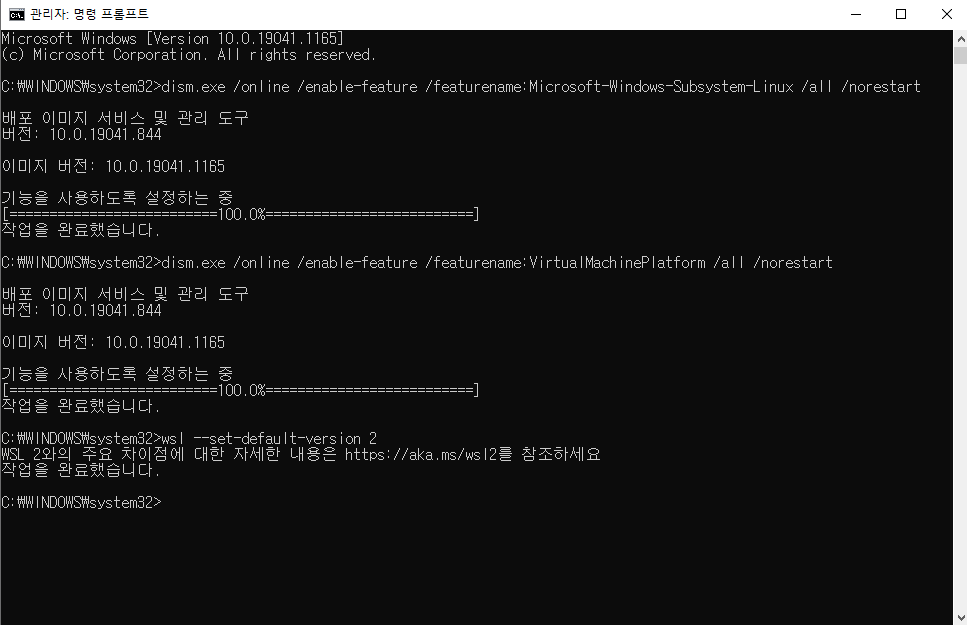 관리자: 명령 프롬프트
Microsoft Windows [Version 10.0.19041.1165]
(c) Microsoft Corporation. All rights reserved.
C:₩WINDOWS₩system32>dism.exe /online /enable-feature /featurename:Microsoft-Windows-Subsystem-Linux /all /norestart
배포 이미지 서비스 및 관리 도구
버전: 10.0.19041.844
이미지 버전: 10.0.19041.1165
기능을 사용하도록 설정하는 중
[==========================100.0%==========================]
작업을 완료했습니다.
C:₩WINDOWS₩system32>dism.exe /online /enable-feature /featurename:VirtualMachinePlatform /all /norestart
배포 이미지 서비스 및 관리 도구
버전: 10.0.19041.844
이미지 버전: 10.0.19041.1165
기능을 사용하도록 설정하는 중
[==========================100.0%==========================]
작업을 완료했습니다.
C:₩WINDOWS₩system32>wsl --set-default-version 2
WSL 2와의 주요 차이점에 대한 자세한 내용은 https://aka.ms/wsl2를 참조하세요
작업을 완료했습니다.
C:₩WINDOWS₩system32>